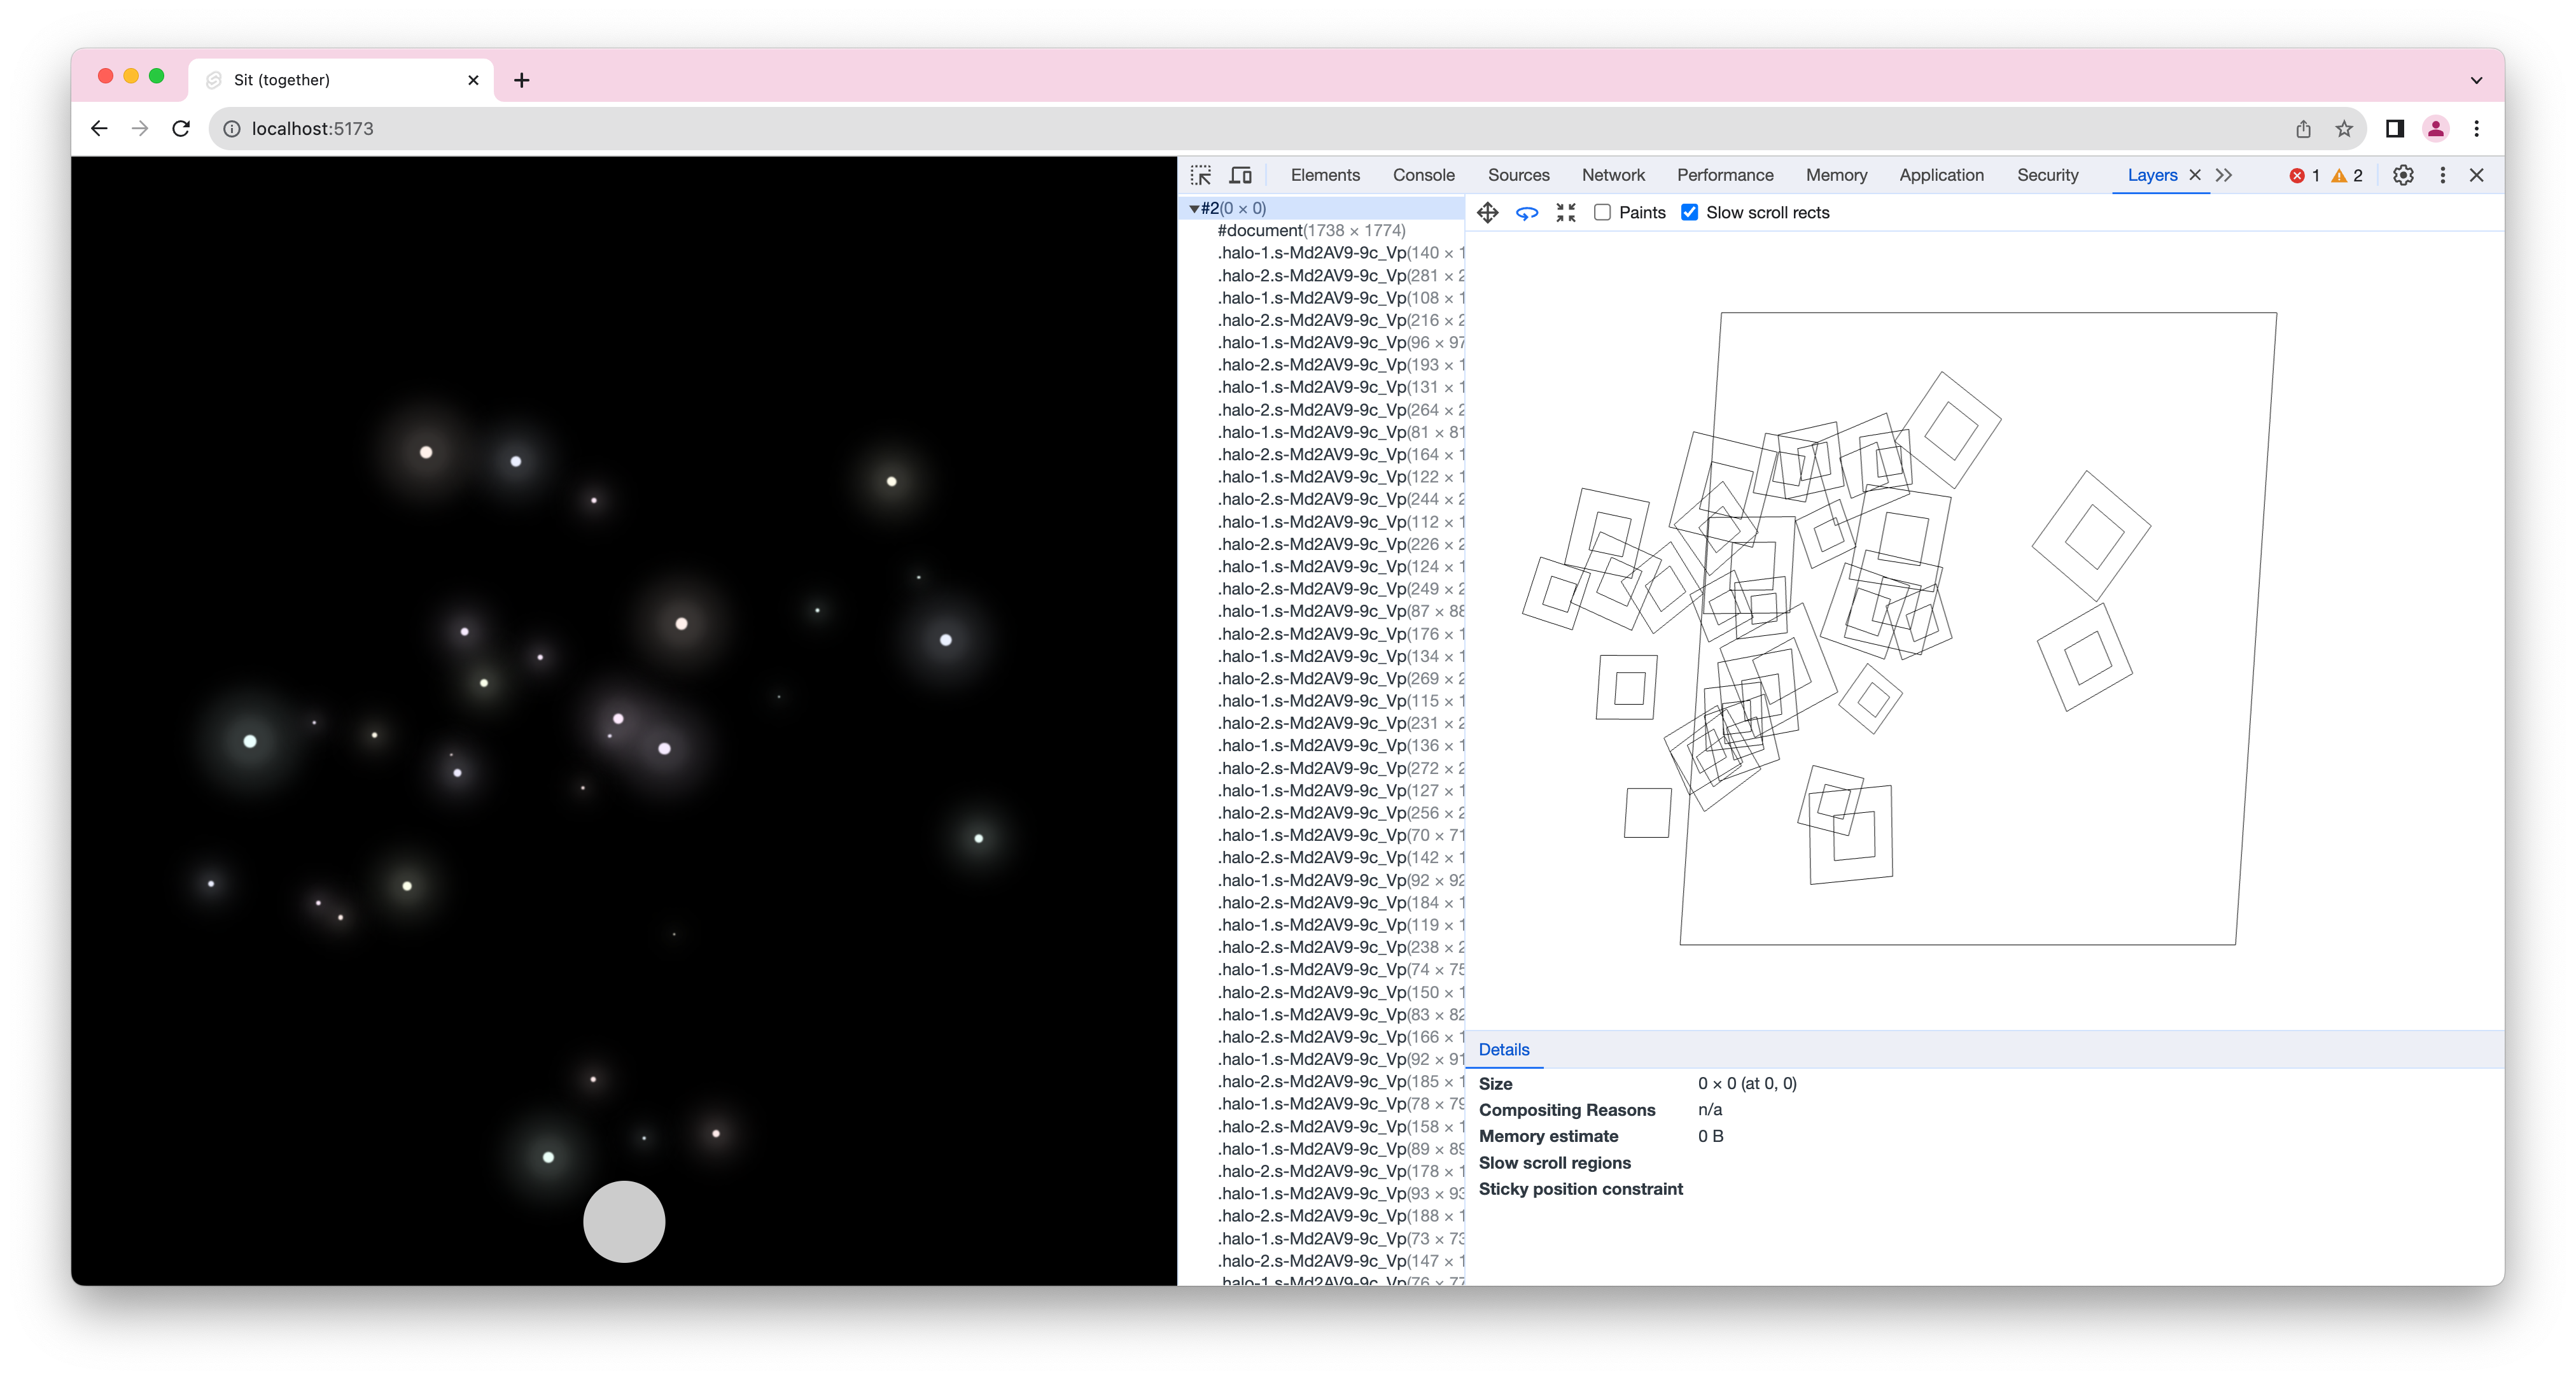 Sit (together)
localhost:5173
Elements Console Sources Network Performance Memory Application Security Layers 1 2
Paints Slow scroll rects
#2(0 × 0)
#document(1738 × 1774)
.halo-1.s-Md2AV9-9c_Vp(140 × 1
.halo-2.s-Md2AV9-9c_Vp(281 × 2
.halo-1.s-Md2AV9-9c_Vp(108 × 1
.halo-2.s-Md2AV9-9c_Vp(216 × 2
.halo-1.s-Md2AV9-9c_Vp(96 × 97
.halo-2.s-Md2AV9-9c_Vp(193 × 1
.halo-1.s-Md2AV9-9c_Vp(131 × 1
.halo-2.s-Md2AV9-9c_Vp(264 × 2
.halo-1.s-Md2AV9-9c_Vp(81 × 81
.halo-2.s-Md2AV9-9c_Vp(164 × 1
.halo-1.s-Md2AV9-9c_Vp(122 × 1
.halo-2.s-Md2AV9-9c_Vp(244 × 2
.halo-1.s-Md2AV9-9c_Vp(112 × 1
.halo-2.s-Md2AV9-9c_Vp(226 × 2
.halo-1.s-Md2AV9-9c_Vp(124 × 1
.halo-2.s-Md2AV9-9c_Vp(249 × 2
.halo-1.s-Md2AV9-9c_Vp(87 × 88
.halo-2.s-Md2AV9-9c_Vp(176 × 1
.halo-1.s-Md2AV9-9c_Vp(134 × 1
.halo-2.s-Md2AV9-9c_Vp(269 × 2
.halo-1.s-Md2AV9-9c_Vp(115 × 1
.halo-2.s-Md2AV9-9c_Vp(231 × 2
.halo-1.s-Md2AV9-9c_Vp(136 × 1
.halo-2.s-Md2AV9-9c_Vp(272 × 2
.halo-1.s-Md2AV9-9c_Vp(127 × 1
.halo-2.s-Md2AV9-9c_Vp(256 × 2
.halo-1.s-Md2AV9-9c_Vp(70 × 71
.halo-2.s-Md2AV9-9c_Vp(142 × 1
.halo-1.s-Md2AV9-9c_Vp(92 × 92
.halo-2.s-Md2AV9-9c_Vp(184 × 1
.halo-1.s-Md2AV9-9c_Vp(119 × 1
.halo-2.s-Md2AV9-9c_Vp(238 × 2
.halo-1.s-Md2AV9-9c_Vp(74 × 75
.halo-2.s-Md2AV9-9c_Vp(150 × 1
.halo-1.s-Md2AV9-9c_Vp(83 × 82
.halo-2.s-Md2AV9-9c_Vp(166 × 1
.halo-1.s-Md2AV9-9c_Vp(92 × 91
.halo-2.s-Md2AV9-9c_Vp(185 × 1
.halo-1.s-Md2AV9-9c_Vp(78 × 79
.halo-2.s-Md2AV9-9c_Vp(158 × 1
.halo-1.s-Md2AV9-9c_Vp(89 × 89
.halo-2.s-Md2AV9-9c_Vp(178 × 1
.halo-1.s-Md2AV9-9c_Vp(93 × 93
.halo-2.s-Md2AV9-9c_Vp(188 × 1
.halo-1.s-Md2AV9-9c_Vp(73 × 73
.halo-2.s-Md2AV9-9c_Vp(147 × 1
.halo-1.s-Md2AV9-9c_Vp(76 × 77
Details
Size 0 × 0 (at 0, 0)
Compositing Reasons n/a
Memory estimate 0 B
Slow scroll regions
Sticky position constraint